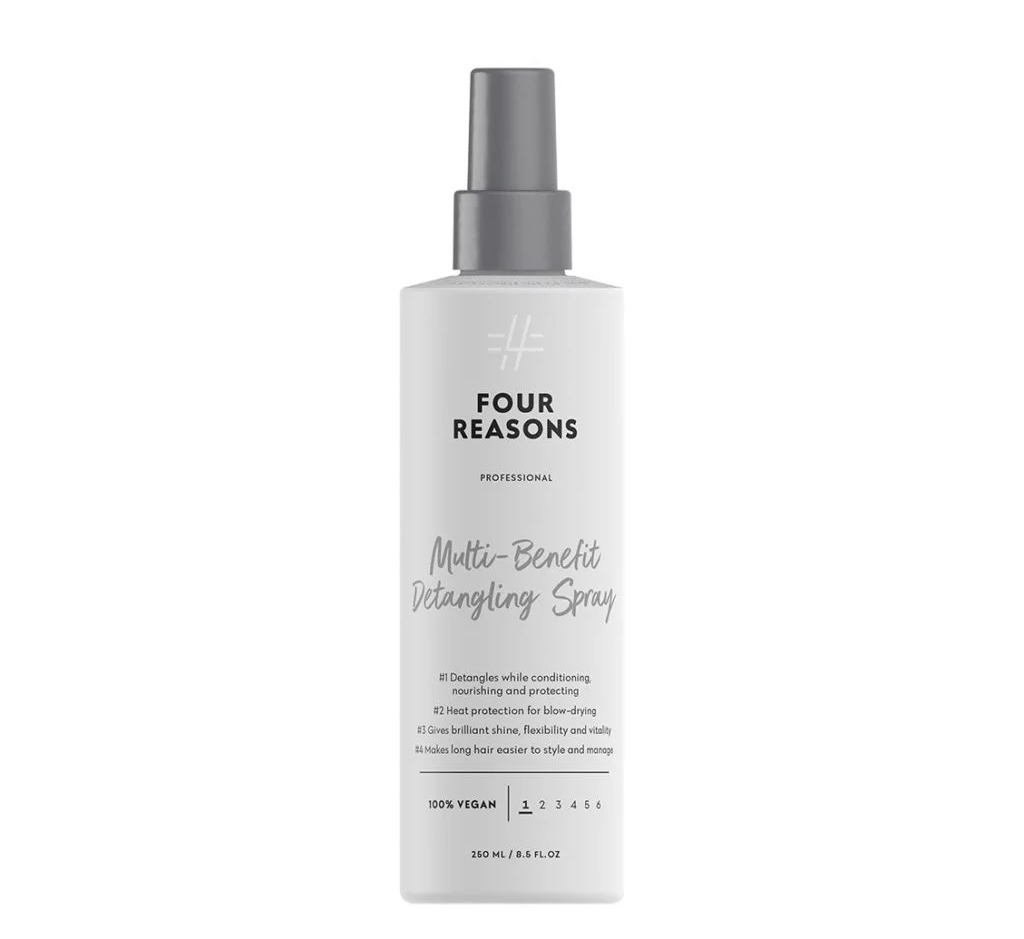 FOUR
REASONS
PROFESSIONAL
Multi-Benefit
Detangling Spray
#1 Detangles while conditioning,
nourishing and protecting
#2 Heat protection for blow-drying
#3 Gives brilliant shine, flexibility and vitality
#4 Makes long hair easier to style and manage
100% VEGAN 1 2 3 4 5 6
250 ML / 8.5 FL.OZ